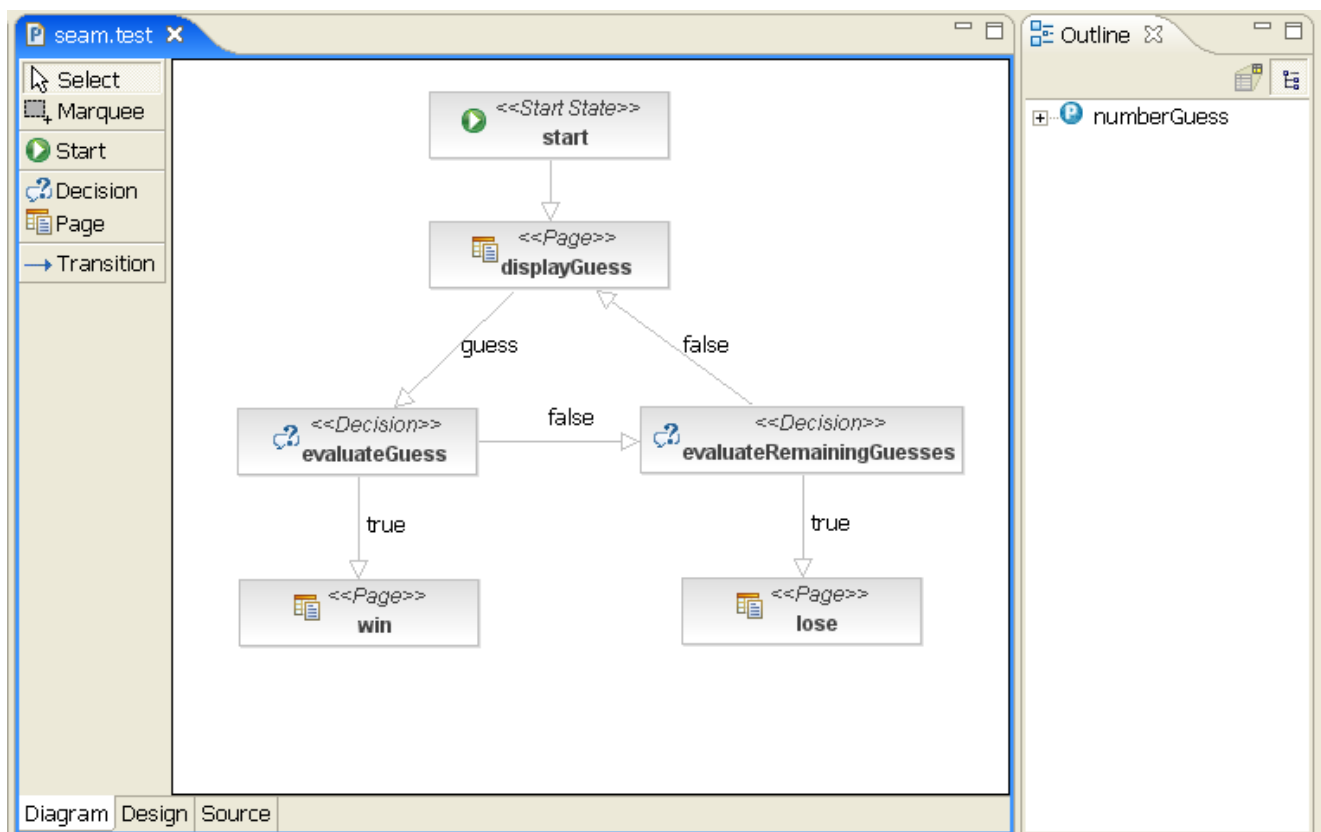 seam.test
Outline
Select
Marquee
Start
Decision
Page
Transition
<<Start State>>
start
<<Page>>
displayGuess
guess
false
<<Decision>>
evaluateGuess
false
<<Decision>>
evaluateRemainingGuesses
true
true
<<Page>>
win
<<Page>>
lose
numberGuess
Diagram Design Source